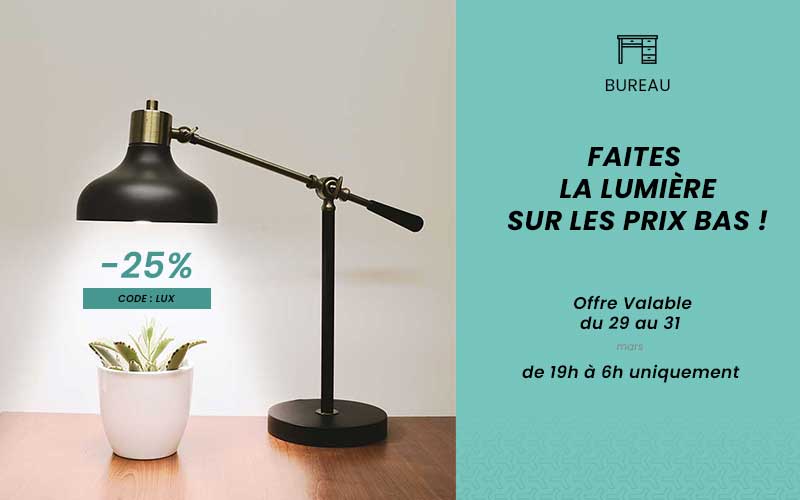 -25%
CODE : LUX
BUREAU
FAITES
LA LUMIÈRE
SUR LES PRIX BAS !
Offre Valable
du 29 au 31
mars
de 19h à 6h uniquement